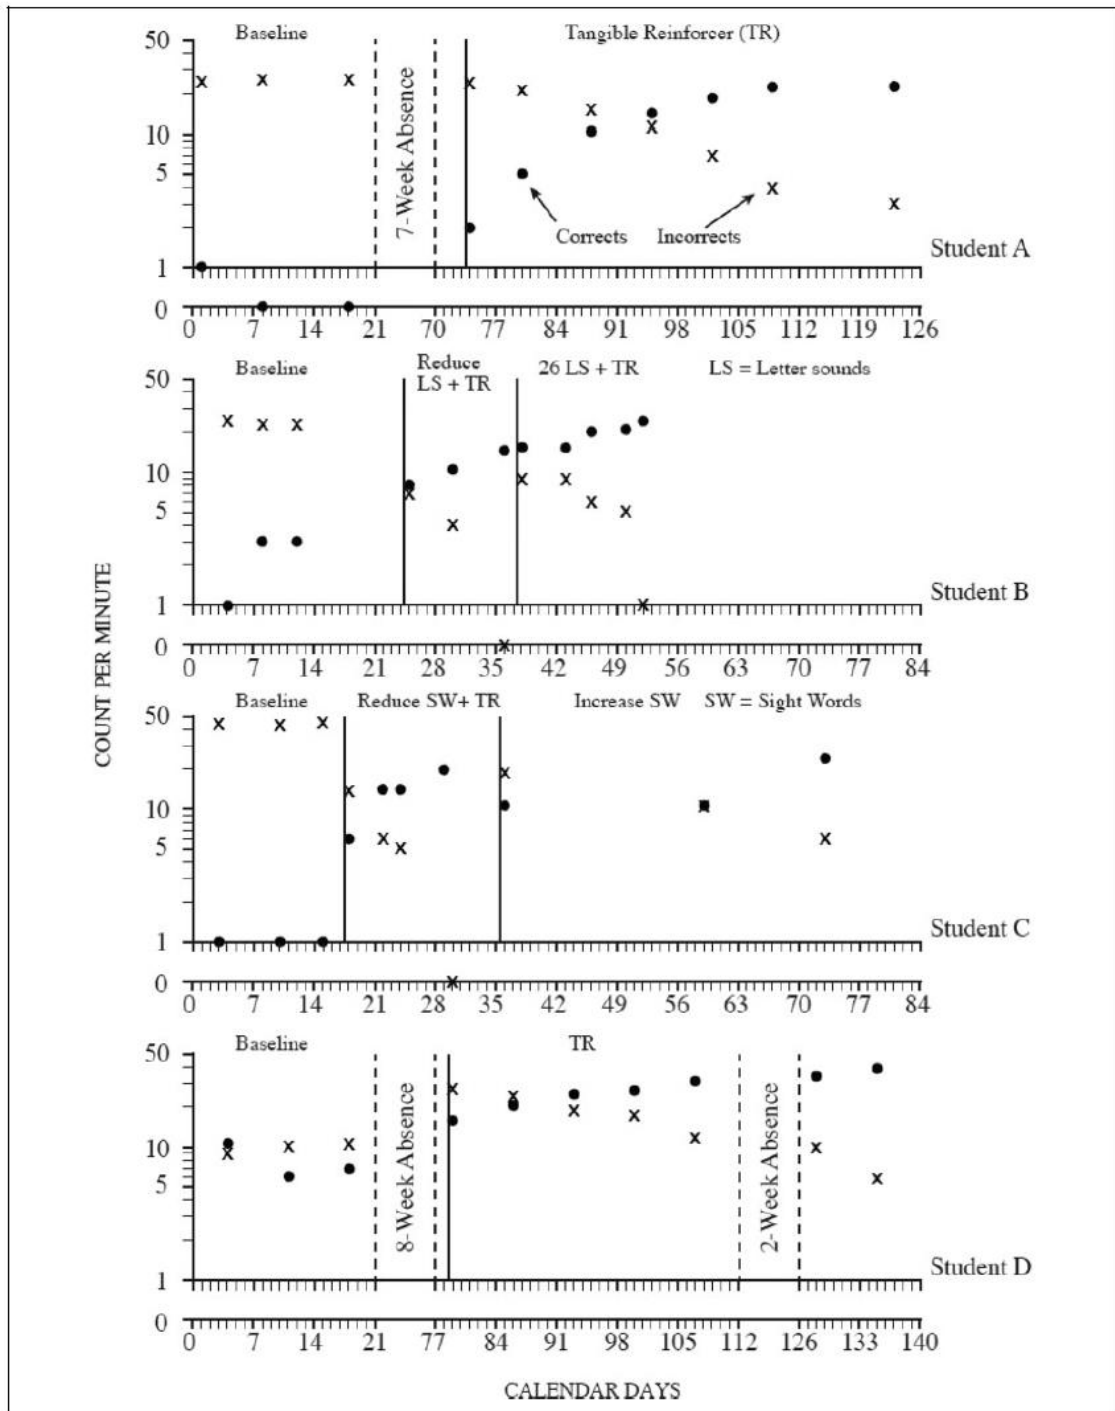 Baseline Tangible Reinforcer (TR)
50
7-Week Absence
10
5
Corrects Incorrects
Student A
1
0
0 7 14 21 70 77 84 91 98 105 112 119 126
Baseline Reduce LS + TR 26 LS + TR LS = Letter sounds
50
10
5
Student B
1
0
0 7 14 21 28 35 42 49 56 63 70 77 84
COUNT PER MINUTE
Baseline Reduce SW+ TR Increase SW SW = Sight Words
50
10
5
Student C
1
0
0 7 14 21 28 35 42 49 56 63 70 77 84
Baseline TR
50
8-Week Absence
2-Week Absence
10
5
Student D
1
0
0 7 14 21 77 84 91 98 105 112 126 133 140
CALENDAR DAYS